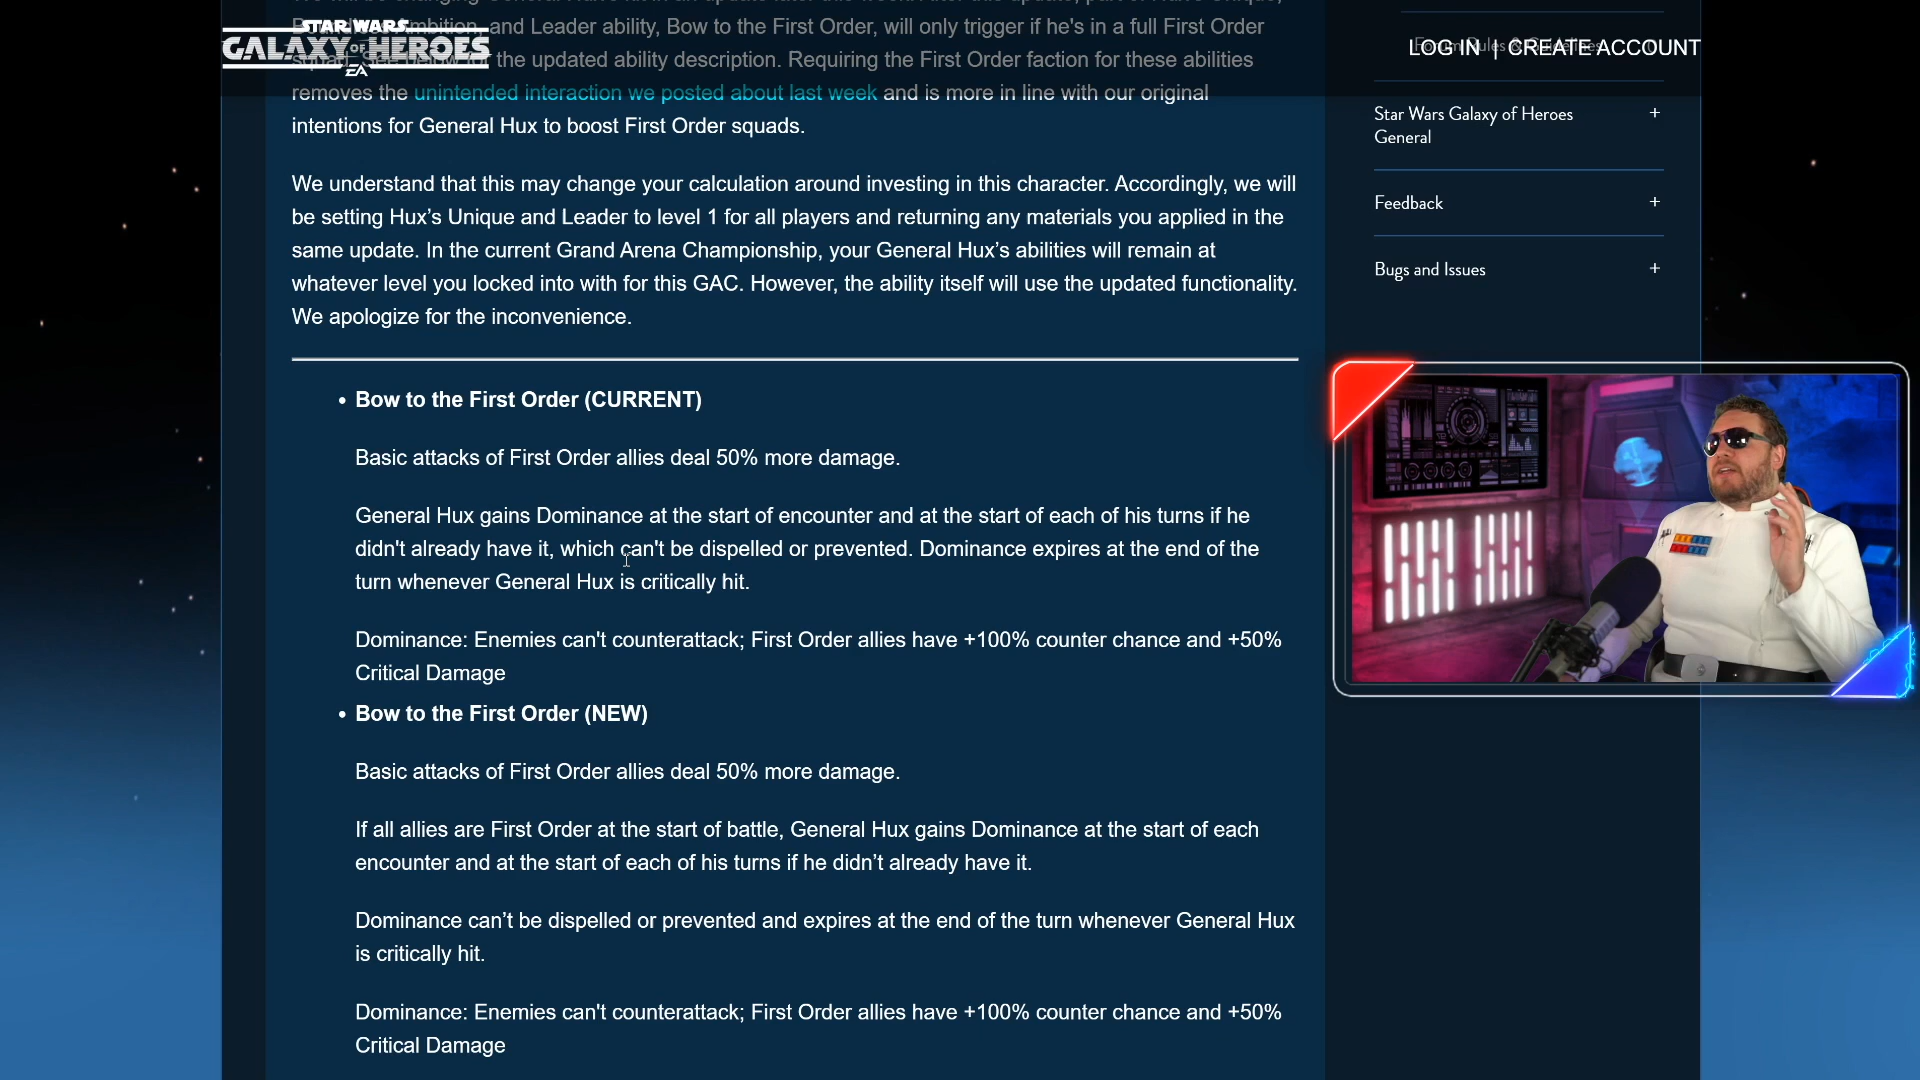 and Leader ability, Bow to the First Order, will only trigger if he's in a full First Order
the updated ability description. Requiring the First Order faction for these abilities
removes the unintended interaction we posted about last week and is more in line with our original
intentions for General Hux to boost First Order squads.
We understand that this may change your calculation around investing in this character. Accordingly, we will
be setting Hux’s Unique and Leader to level 1 for all players and returning any materials you applied in the
same update. In the current Grand Arena Championship, your General Hux’s abilities will remain at
whatever level you locked into with for this GAC. However, the ability itself will use the updated functionality.
We apologize for the inconvenience.
• Bow to the First Order (CURRENT)
Basic attacks of First Order allies deal 50% more damage.
General Hux gains Dominance at the start of encounter and at the start of each of his turns if he
didn't already have it, which can't be dispelled or prevented. Dominance expires at the end of the
turn whenever General Hux is critically hit.
Dominance: Enemies can't counterattack; First Order allies have +100% counter chance and +50%
Critical Damage
• Bow to the First Order (NEW)
Basic attacks of First Order allies deal 50% more damage.
If all allies are First Order at the start of battle, General Hux gains Dominance at the start of each
encounter and at the start of each of his turns if he didn’t already have it.
Dominance can’t be dispelled or prevented and expires at the end of the turn whenever General Hux
is critically hit.
Dominance: Enemies can't counterattack; First Order allies have +100% counter chance and +50%
Critical Damage
STAR WARS
GALAXY OF HEROES
EA
LOG IN | CREATE ACCOUNT
Star Wars Galaxy of Heroes +
General
Feedback +
Bugs and Issues +